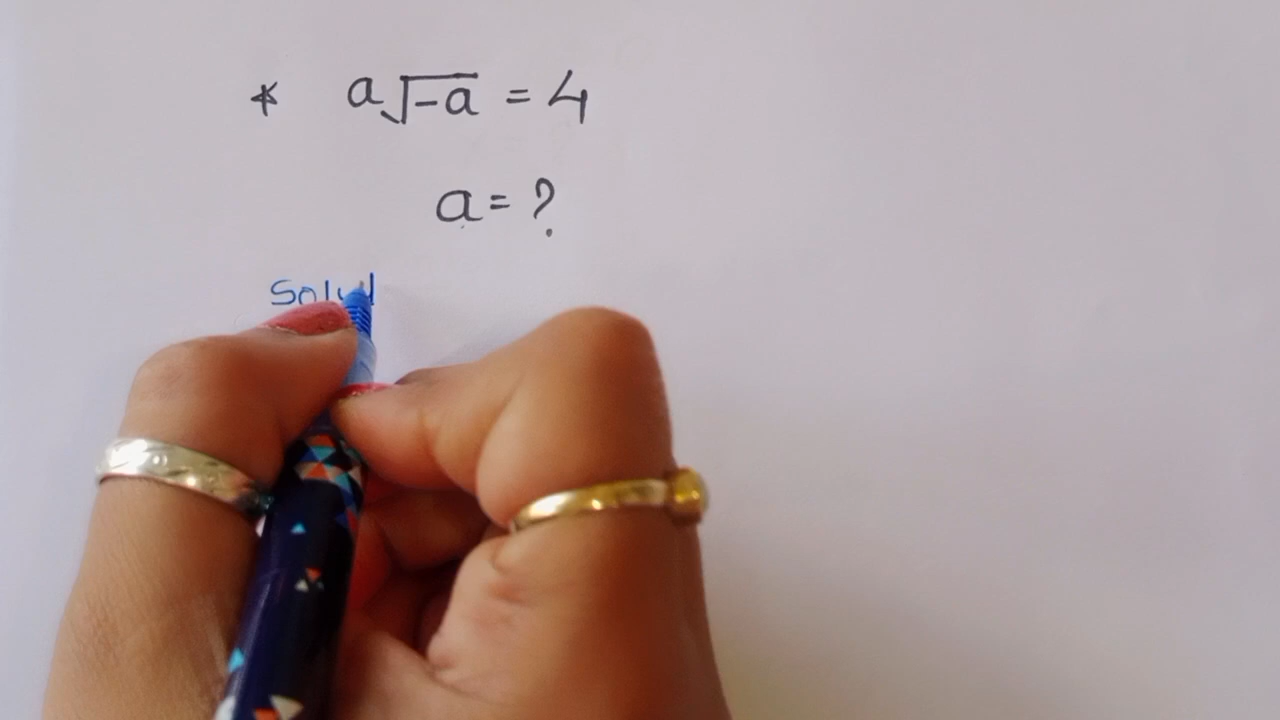 * a√-a = 4
a = ?